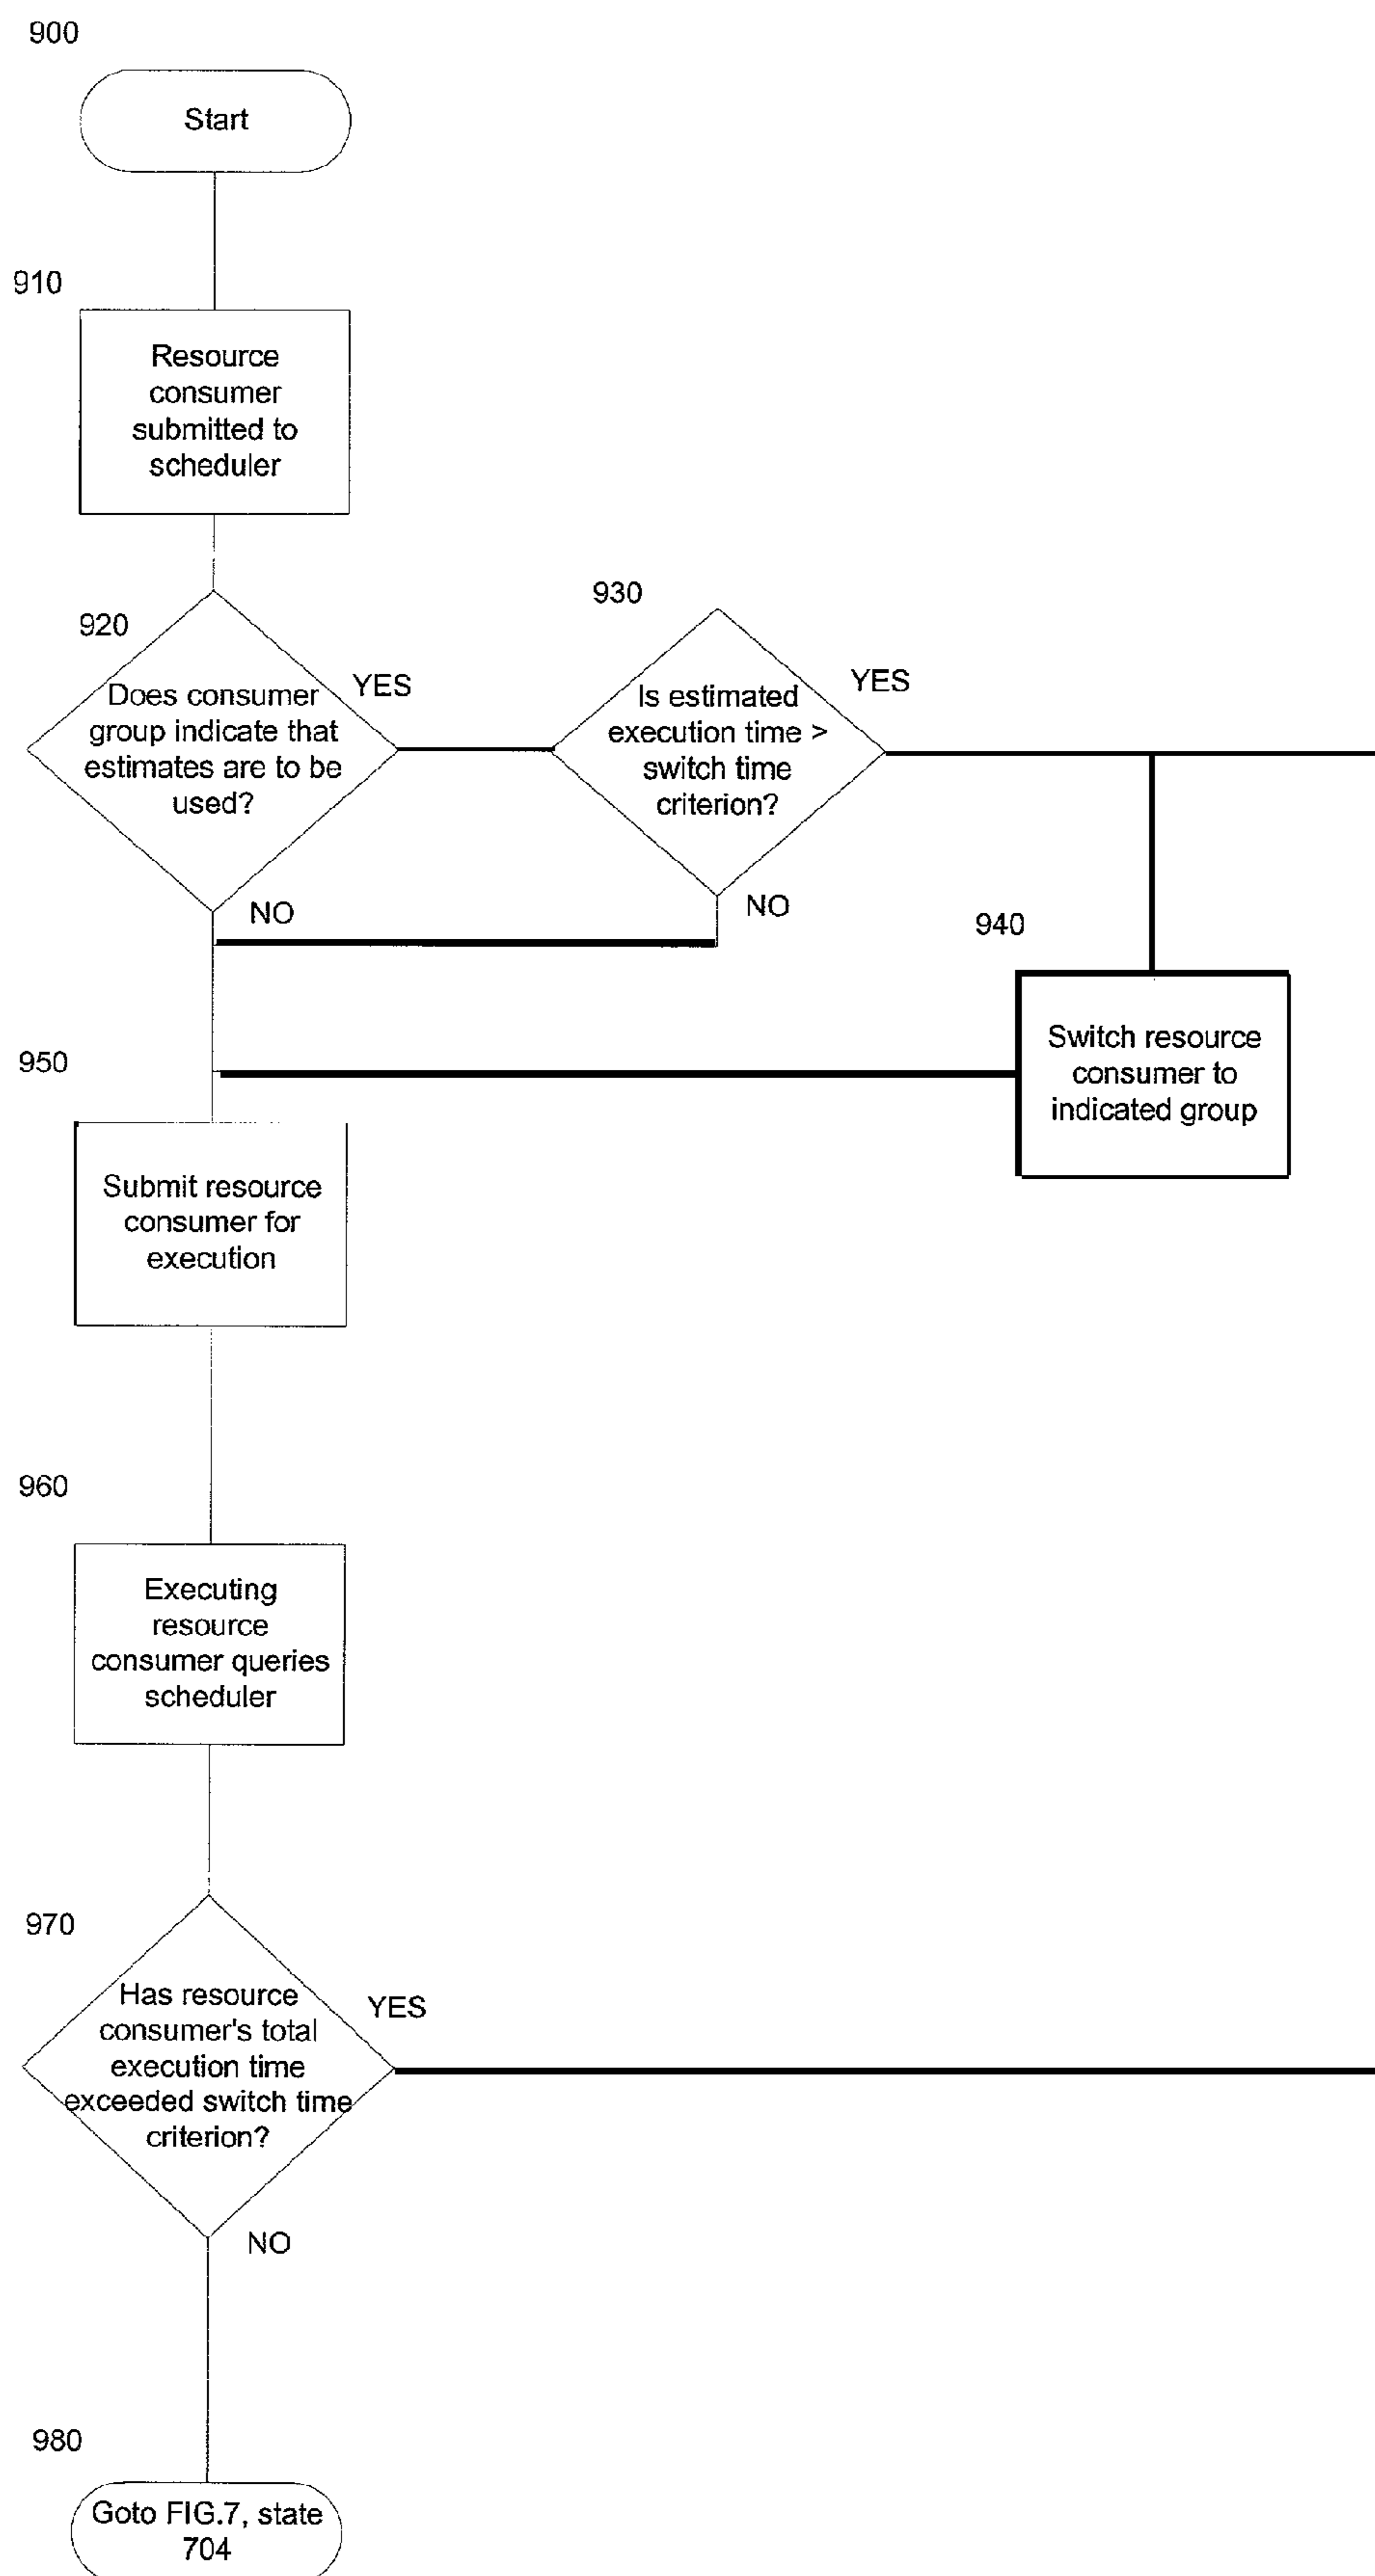 900
Start
910
Resource
consumer
submitted to
scheduler
920
Does consumer
group indicate that
estimates are to be
used?
YES
NO
930
Is estimated
execution time >
switch time
criterion?
YES
NO
940
Switch resource
consumer to
indicated group
950
Submit resource
consumer for
execution
960
Executing
resource
consumer queries
scheduler
970
Has resource
consumer's total
execution time
exceeded switch time
criterion?
YES
NO
980
Goto FIG.7, state
704